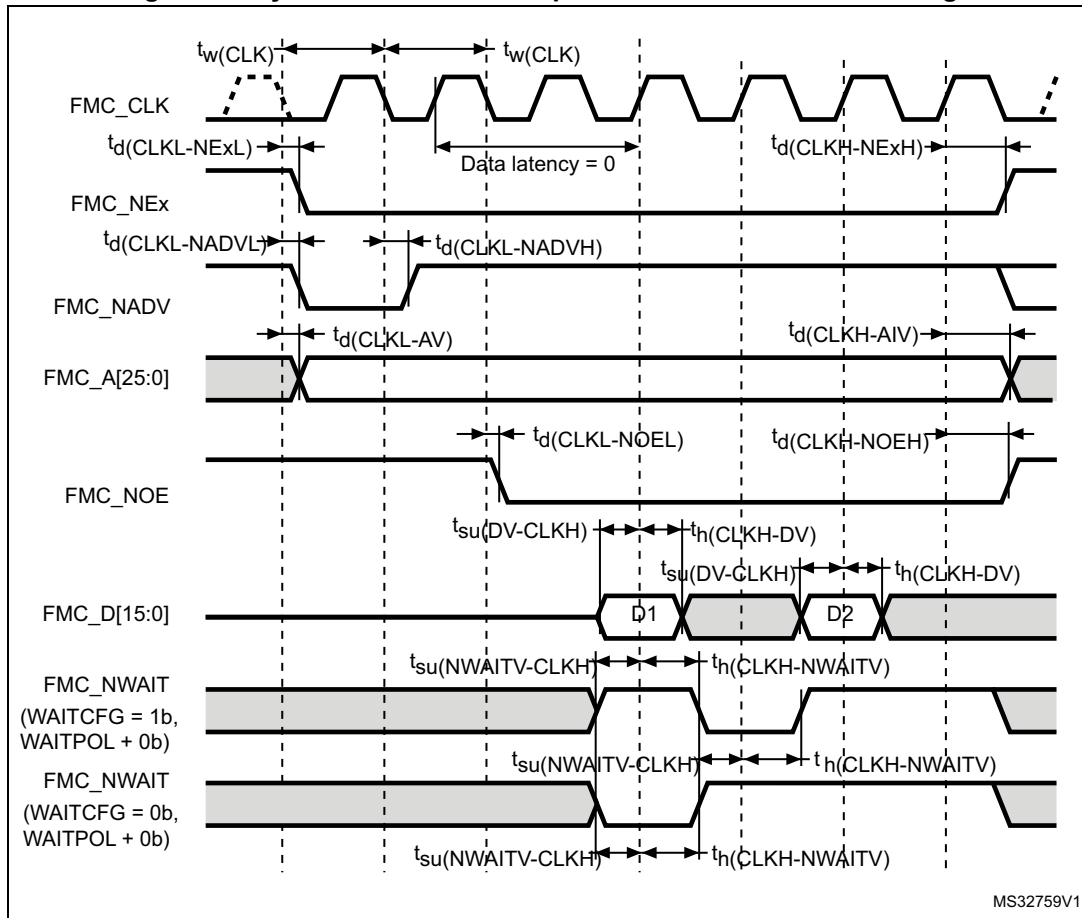 tw(CLK)
tw(CLK)
FMC_CLK
td(CLKL-NExL)
Data latency = 0
td(CLKH-NExH)
FMC_NEx
td(CLKL-NADVL)
td(CLKL-NADVH)
FMC_NADV
td(CLKL-AV)
td(CLKH-AIV)
FMC_A[25:0]
td(CLKL-NOEL)
td(CLKH-NOEH)
FMC_NOE
tsu(DV-CLKH)
th(CLKH-DV)
tsu(DV-CLKH)
th(CLKH-DV)
FMC_D[15:0]
D1
D2
tsu(NWAITV-CLKH)
th(CLKH-NWAITV)
FMC_NWAIT
(WAITCFG = 1b,
WAITPOL + 0b)
tsu(NWAITV-CLKH)
t h(CLKH-NWAITV)
FMC_NWAIT
(WAITCFG = 0b,
WAITPOL + 0b)
tsu(NWAITV-CLKH)
th(CLKH-NWAITV)
MS32759V1